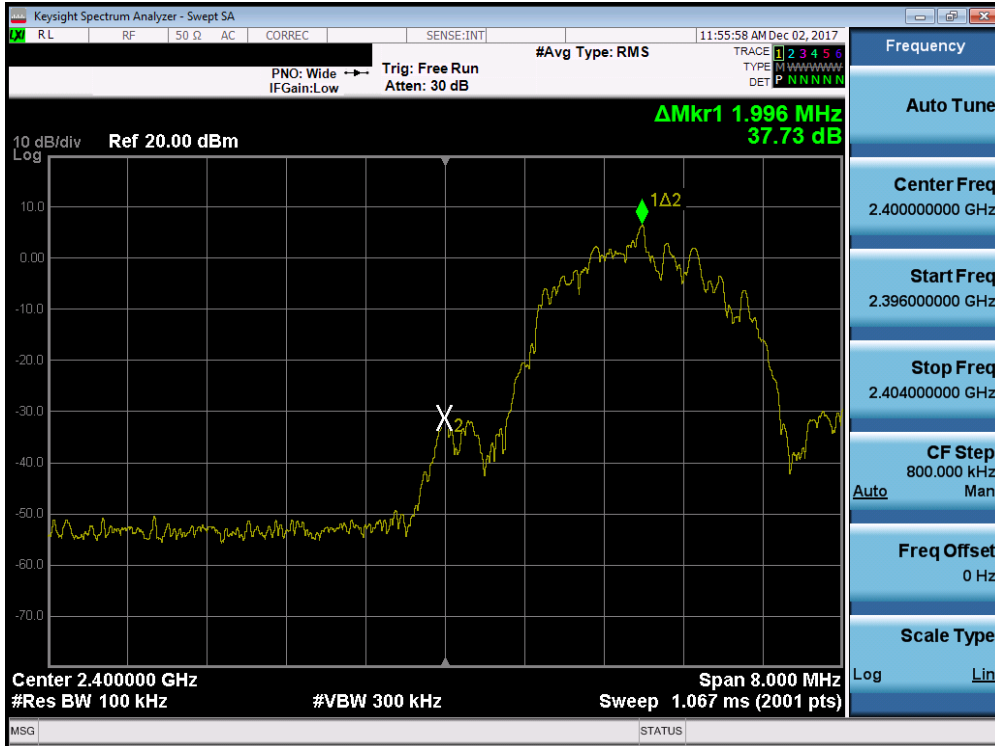 Keysight Spectrum Analyzer - Swept SA
LXI RL RF 50 Ω AC CORREC SENSE:INT 11:55:58 AM Dec 02, 2017
#Avg Type: RMS
TRACE 1 2 3 4 5 6
PNO: Wide Trig: Free Run
TYPE M W W W W W
IFGain:Low Atten: 30 dB
DET P N N N N N
ΔMkr1 1.996 MHz
37.73 dB
10 dB/div Ref 20.00 dBm
Log
1Δ2
10.0
0.00
-10.0
-20.0
-30.0
X2
-40.0
-50.0
-60.0
-70.0
Center 2.400000 GHz Span 8.000 MHz
#Res BW 100 kHz #VBW 300 kHz Sweep 1.067 ms (2001 pts)
MSG STATUS
Frequency
Auto Tune
Center Freq
2.400000000 GHz
Start Freq
2.396000000 GHz
Stop Freq
2.404000000 GHz
CF Step
800.000 kHz
Auto Man
Freq Offset
0 Hz
Scale Type
Log Lin